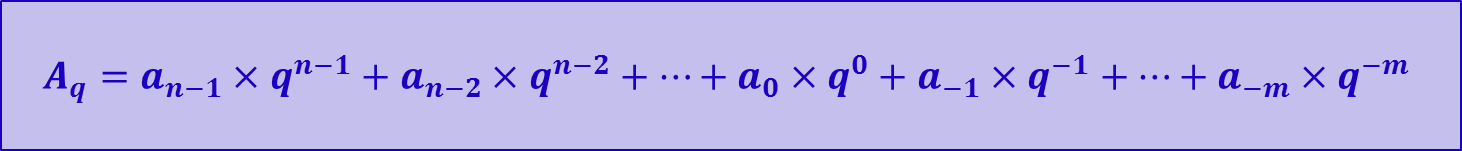 A_q = a_{n−1} × q^{n−1} + a_{n−2} × q^{n−2} + ⋯ + a_0 × q^0 + a_{−1} × q^{−1} + ⋯ + a_{−m} × q^{−m}